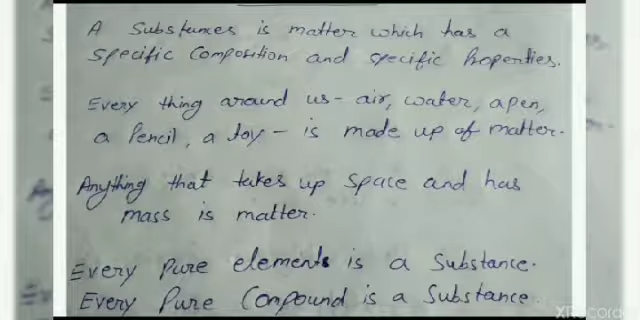 A Substances is matter which has a
specific Composition and specific Properties.
Every thing around us - air, water, a pen,
a Pencil, a toy - is made up of matter.
Anything that takes up space and has
mass is matter.
Every Pure elements is a Substance.
Every Pure Compound is a Substance.
XRecorder